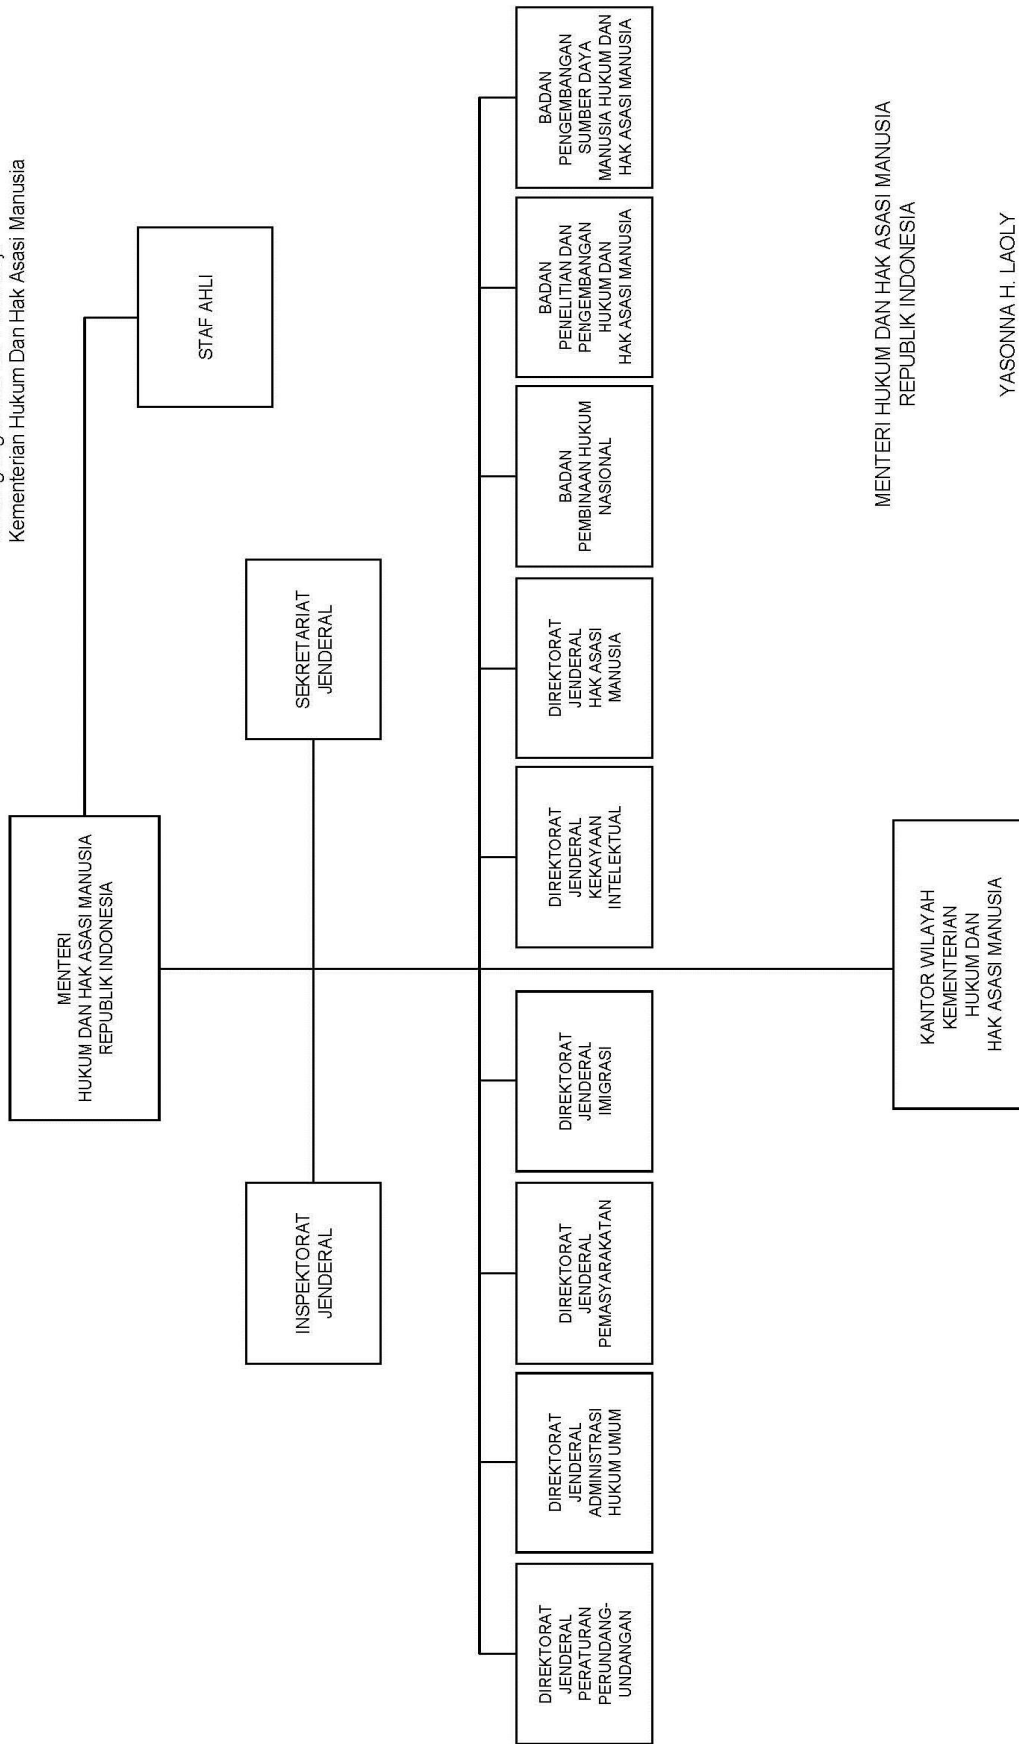 Kementerian Hukum Dan Hak Asasi Manusia
MENTERI
HUKUM DAN HAK ASASI MANUSIA
REPUBLIK INDONESIA
STAF AHLI
INSPEKTORAT
JENDERAL
SEKRETARIAT
JENDERAL
DIREKTORAT
JENDERAL
PERATURAN
PERUNDANG-
UNDANGAN
DIREKTORAT
JENDERAL
ADMINISTRASI
HUKUM UMUM
DIREKTORAT
JENDERAL
PEMASYARAKATAN
DIREKTORAT
JENDERAL
IMIGRASI
DIREKTORAT
JENDERAL
KEKAYAAN
INTELEKTUAL
DIREKTORAT
JENDERAL
HAK ASASI
MANUSIA
BADAN
PEMBINAAN HUKUM
NASIONAL
BADAN
PENELITIAN DAN
PENGEMBANGAN
HUKUM DAN
HAK ASASI MANUSIA
BADAN
PENGEMBANGAN
SUMBER DAYA
MANUSIA HUKUM DAN
HAK ASASI MANUSIA
KANTOR WILAYAH
KEMENTERIAN
HUKUM DAN
HAK ASASI MANUSIA
MENTERI HUKUM DAN HAK ASASI MANUSIA
REPUBLIK INDONESIA
YASONNA H. LAOLY